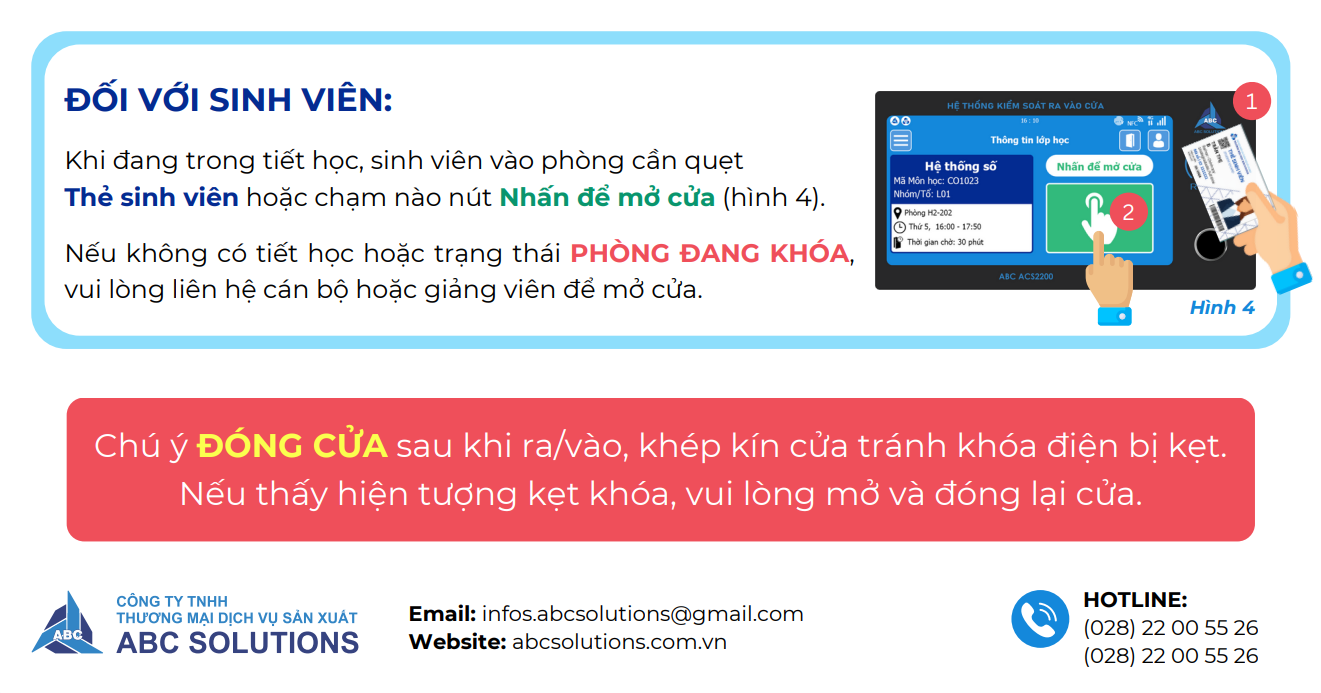 ĐỐI VỚI SINH VIÊN:
Khi đang trong tiết học, sinh viên vào phòng cần quẹt
Thẻ sinh viên hoặc chạm nào nút Nhấn để mở cửa (hình 4).
Nếu không có tiết học hoặc trạng thái PHÒNG ĐANG KHÓA,
vui lòng liên hệ cán bộ hoặc giảng viên để mở cửa.
HỆ THỐNG KIỂM SOÁT RA VÀO CỬA
16 : 10
NFC
Thông tin lớp học
Hệ thống số
Mã Môn học: CO1023
Nhóm/Tổ: L01
Phòng H2-202
Thứ 5, 16:00 - 17:50
Thời gian chờ: 30 phút
Nhấn để mở cửa
2
ABC ACS2200
1
ABC
THẺ SINH VIÊN
TRẦN THỊ
Hình 4
Chú ý ĐÓNG CỬA sau khi ra/vào, khép kín cửa tránh khóa điện bị kẹt.
Nếu thấy hiện tượng kẹt khóa, vui lòng mở và đóng lại cửa.
ABC
CÔNG TY TNHH
THƯƠNG MẠI DỊCH VỤ SẢN XUẤT
ABC SOLUTIONS
Email: infos.abcsolutions@gmail.com
Website: abcsolutions.com.vn
HOTLINE:
(028) 22 00 55 26
(028) 22 00 55 26